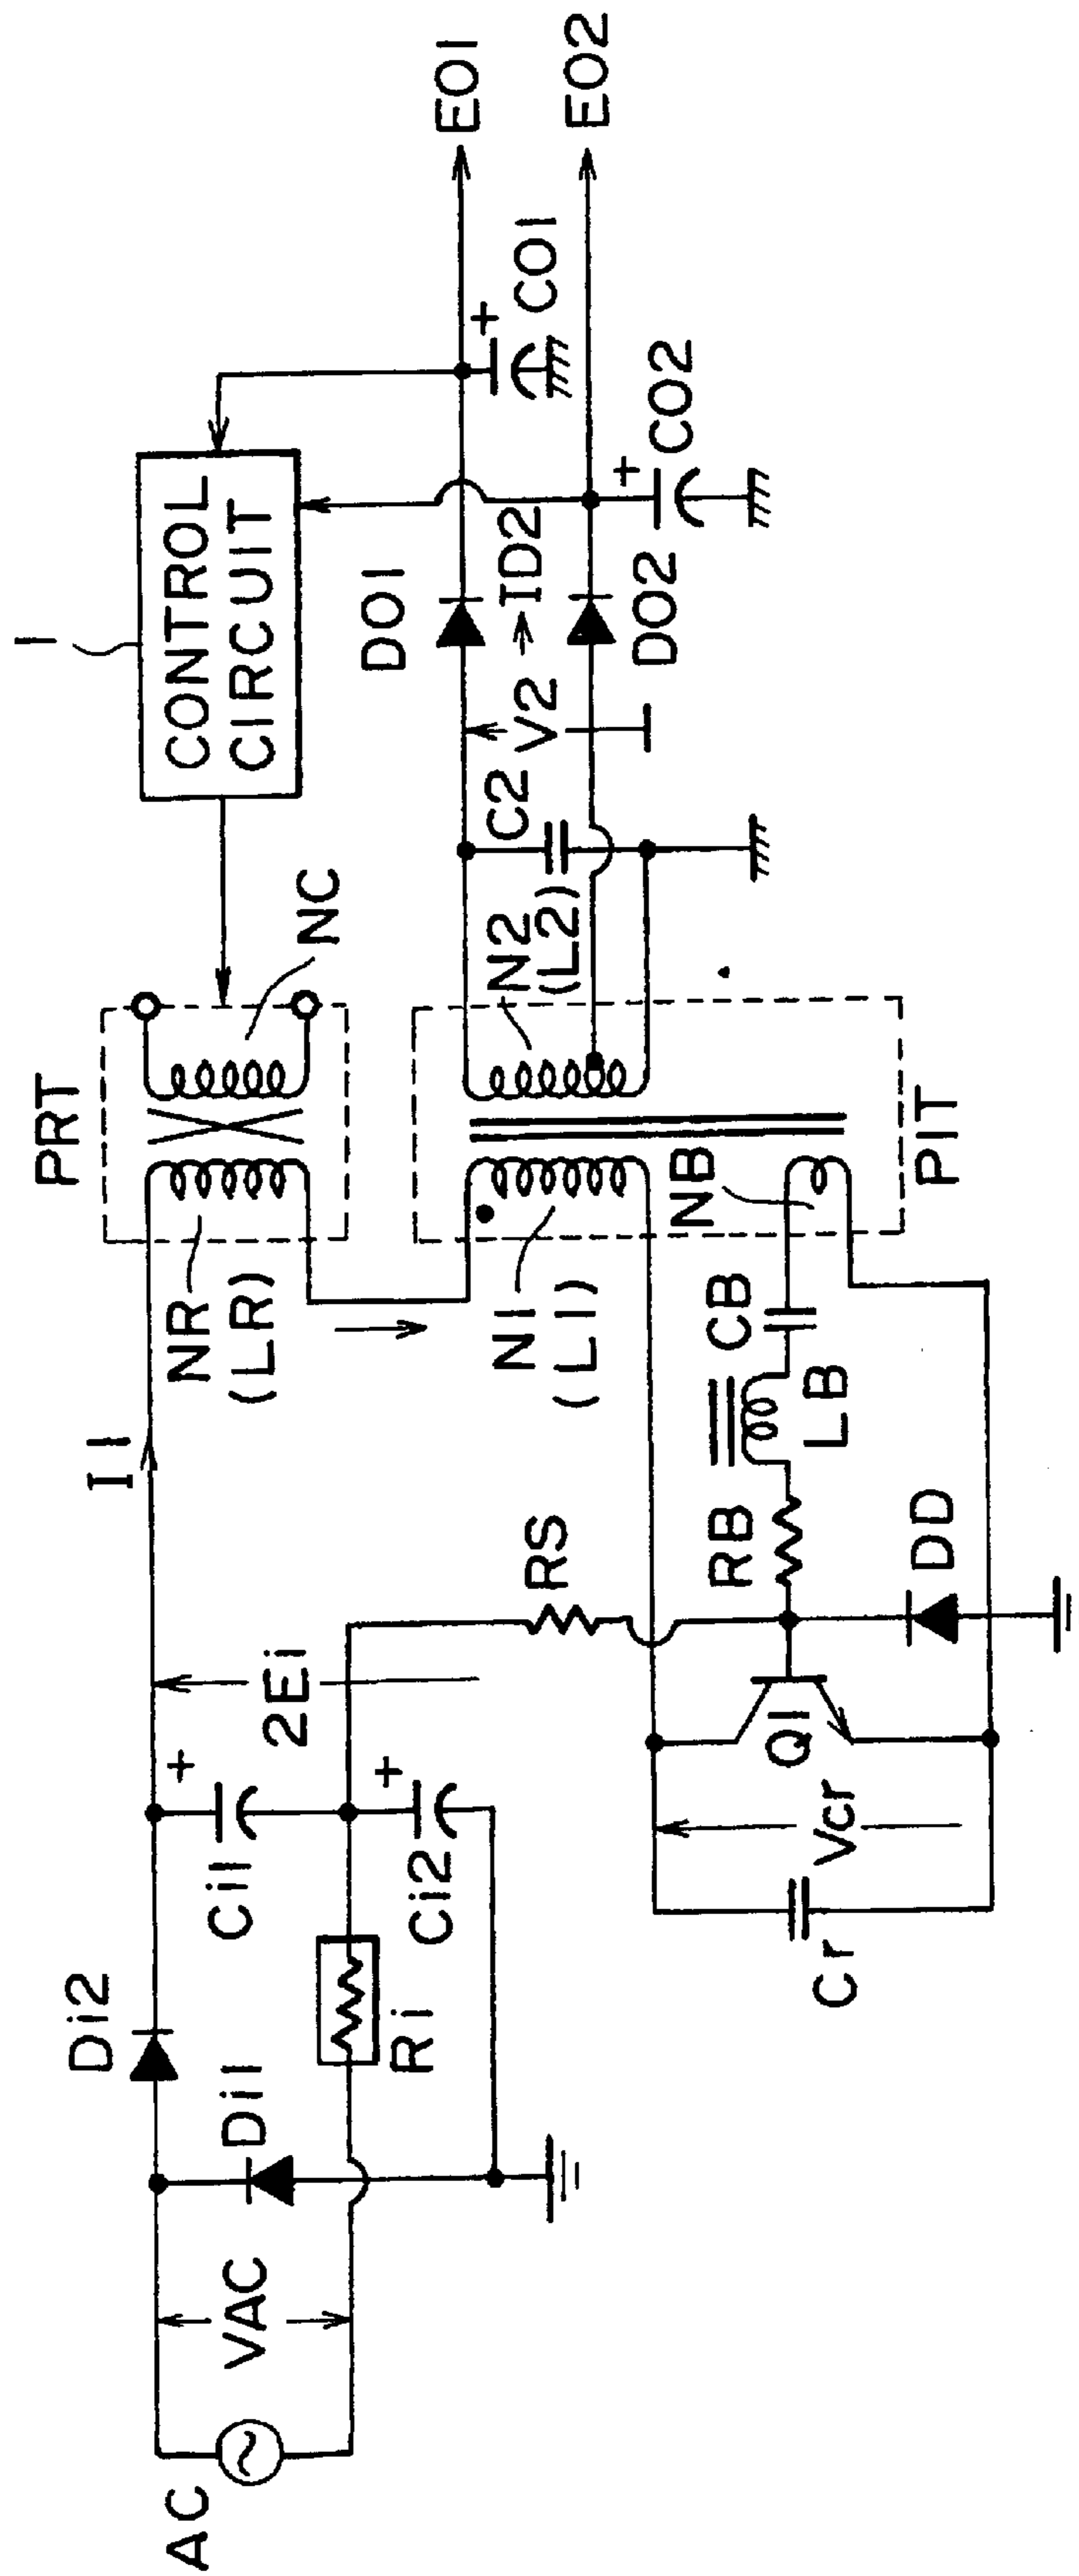 AC
VAC
Di2
Di1
Ri
Ci1
+
Ci2
+
2Ei
I1
RS
Cr
Vcr
Q1
DD
RB
LB
CB
NB
NR
(LR)
N1
(L1)
PRT
NC
PIT
N2
(L2)
C2
V2
1
CONTROL
CIRCUIT
DO1
ID2
DO2
+
CO1
+
CO2
EO1
EO2